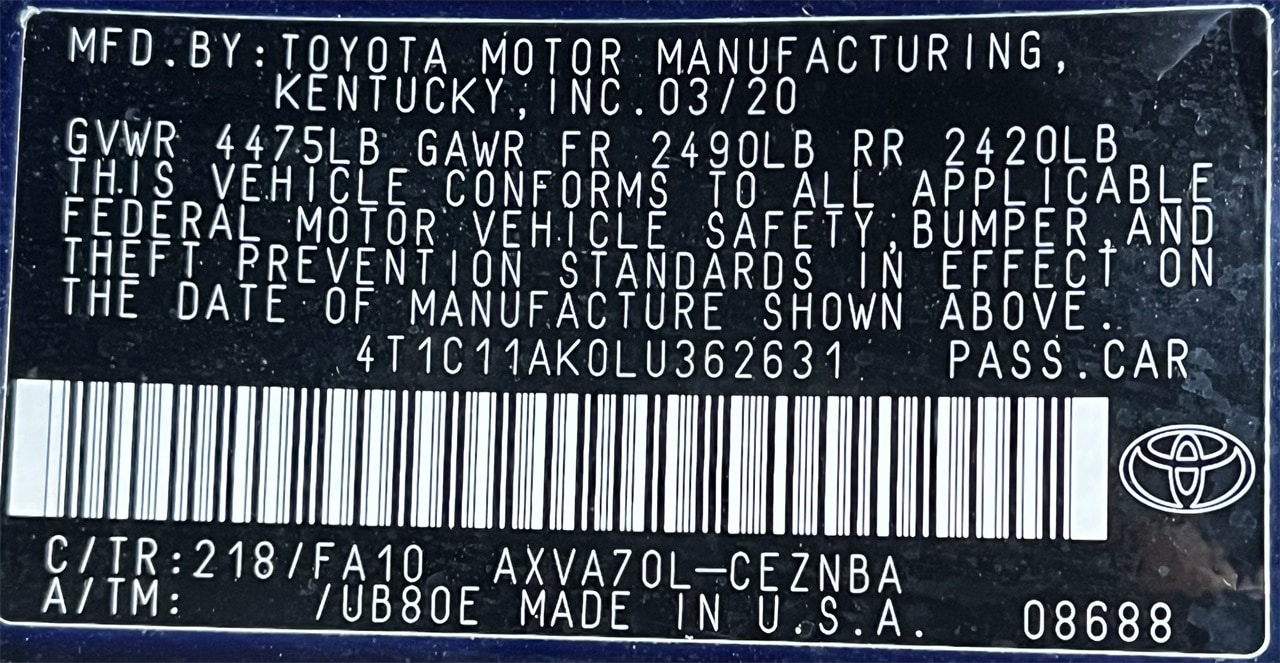 MFD.BY:TOYOTA MOTOR MANUFACTURING,
KENTUCKY, INC.03/20
GVWR 4475LB GAWR FR 2490LB RR 2420LB
THIS VEHICLE CONFORMS TO ALL APPLICABLE
FEDERAL MOTOR VEHICLE SAFETY,BUMPER,AND
THEFT PREVENTION STANDARDS IN EFFECT ON
THE DATE OF MANUFACTURE SHOWN ABOVE.
4T1C11AK0LU362631 PASS.CAR
C/TR:218/FA10 AXVA70L-CEZNBA
A/TM: /UB80E MADE IN U.S.A. 08688